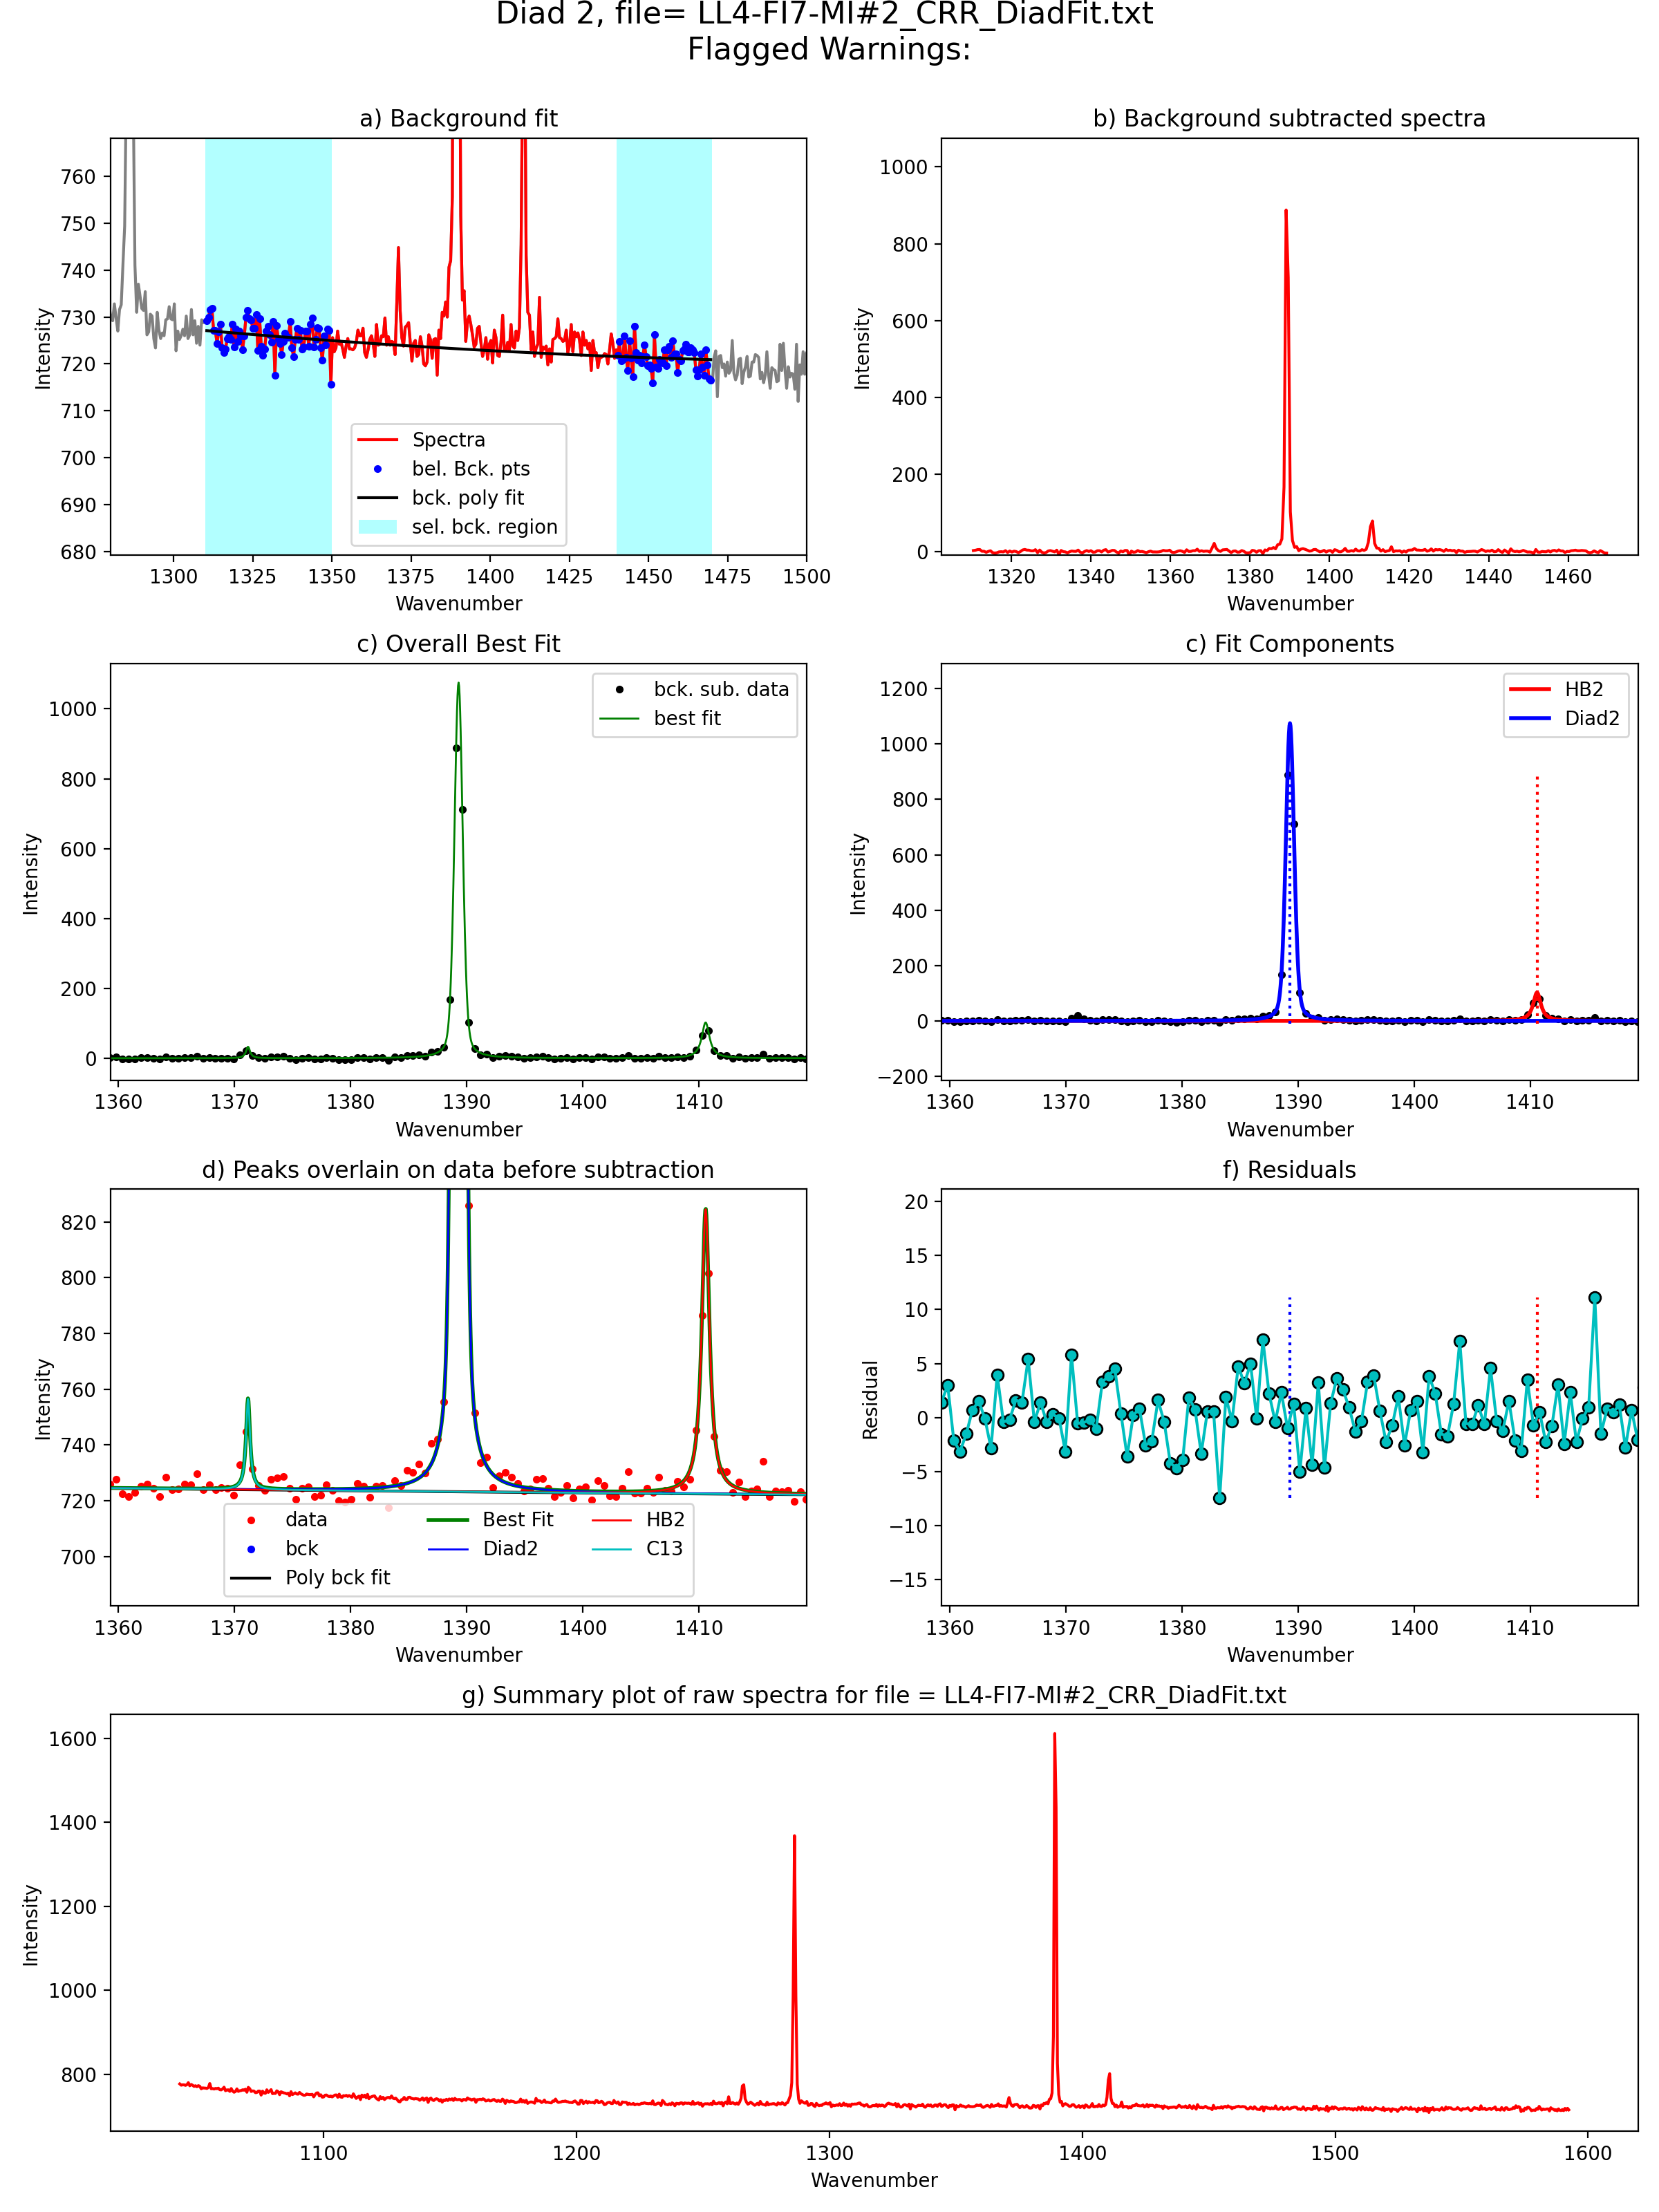 Diad 2, file= LL4-FI7-MI#2_CRR_DiadFit.txt
Flagged Warnings:
a) Background fit
760
750
740
730
720
710
700
690
680
Intensity
Spectra
bel. Bck. pts
bck. poly fit
sel. bck. region
1300 1325 1350 1375 1400 1425 1450 1475 1500
Wavenumber
b) Background subtracted spectra
1000
800
600
400
200
0
Intensity
1320 1340 1360 1380 1400 1420 1440 1460
Wavenumber
c) Overall Best Fit
1000
800
600
400
200
0
Intensity
bck. sub. data
best fit
1360 1370 1380 1390 1400 1410
Wavenumber
c) Fit Components
1200
1000
800
600
400
200
0
−200
Intensity
HB2
Diad2
1360 1370 1380 1390 1400 1410
Wavenumber
d) Peaks overlain on data before subtraction
820
800
780
760
740
720
700
Intensity
data
bck
Poly bck fit
Best Fit
Diad2
HB2
C13
1360 1370 1380 1390 1400 1410
Wavenumber
f) Residuals
20
15
10
5
0
−5
−10
−15
Residual
1360 1370 1380 1390 1400 1410
Wavenumber
g) Summary plot of raw spectra for file = LL4-FI7-MI#2_CRR_DiadFit.txt
1600
1400
1200
1000
800
Intensity
1100 1200 1300 1400 1500 1600
Wavenumber